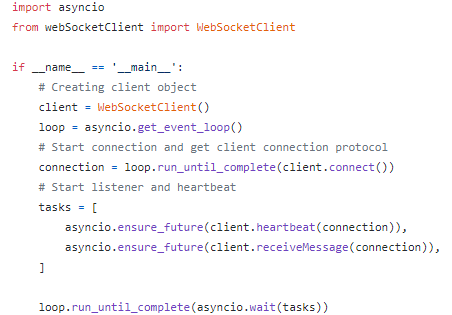 import asyncio
from webSocketClient import WebSocketClient

if __name__ == '__main__':
    # Creating client object
    client = WebSocketClient()
    loop = asyncio.get_event_loop()
    # Start connection and get client connection protocol
    connection = loop.run_until_complete(client.connect())
    # Start listener and heartbeat
    tasks = [
        asyncio.ensure_future(client.heartbeat(connection)),
        asyncio.ensure_future(client.receiveMessage(connection)),
    ]

    loop.run_until_complete(asyncio.wait(tasks))